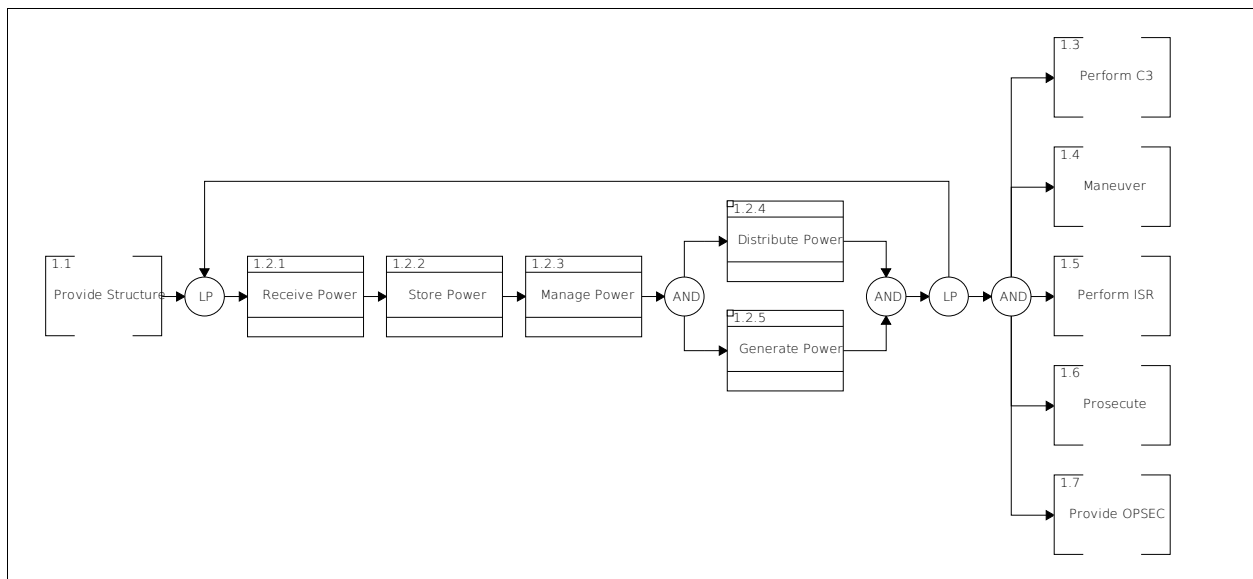 1.1
Provide Structure
LP
1.2.1
Receive Power
1.2.2
Store Power
1.2.3
Manage Power
AND
1.2.4
Distribute Power
1.2.5
Generate Power
AND
LP
AND
1.3
Perform C3
1.4
Maneuver
1.5
Perform ISR
1.6
Prosecute
1.7
Provide OPSEC